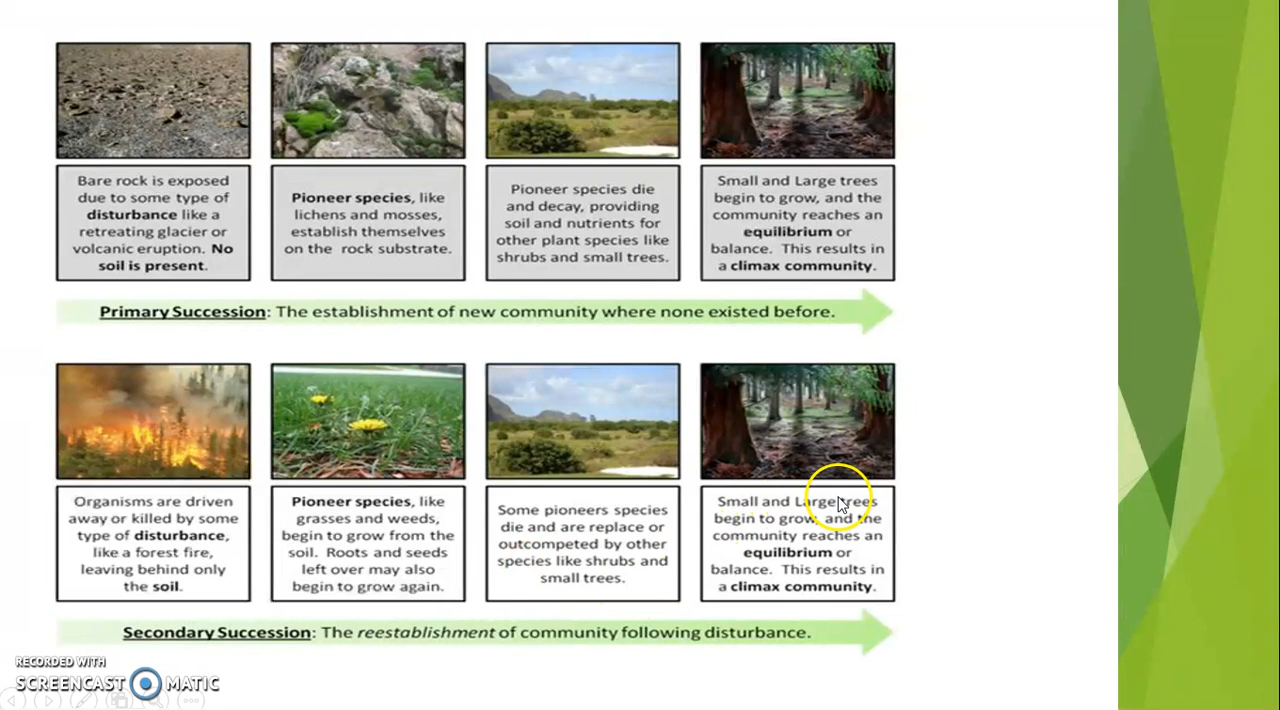 Bare rock is exposed
due to some type of
disturbance like a
retreating glacier or
volcanic eruption. No
soil is present.
Pioneer species, like
lichens and mosses,
establish themselves
on the rock substrate.
Pioneer species die
and decay, providing
soil and nutrients for
other plant species like
shrubs and small trees.
Small and Large trees
begin to grow, and the
community reaches an
equilibrium or
balance. This results in
a climax community.
Primary Succession: The establishment of new community where none existed before.
Organisms are driven
away or killed by some
type of disturbance,
like a forest fire,
leaving behind only
the soil.
Pioneer species, like
grasses and weeds,
begin to grow from the
soil. Roots and seeds
left over may also
begin to grow again.
Some pioneers species
die and are replace or
outcompeted by other
species like shrubs and
small trees.
Small and Large trees
begin to grow, and the
community reaches an
equilibrium or
balance. This results in
a climax community.
Secondary Succession: The reestablishment of community following disturbance.
RECORDED WITH
SCREENCAST MATIC